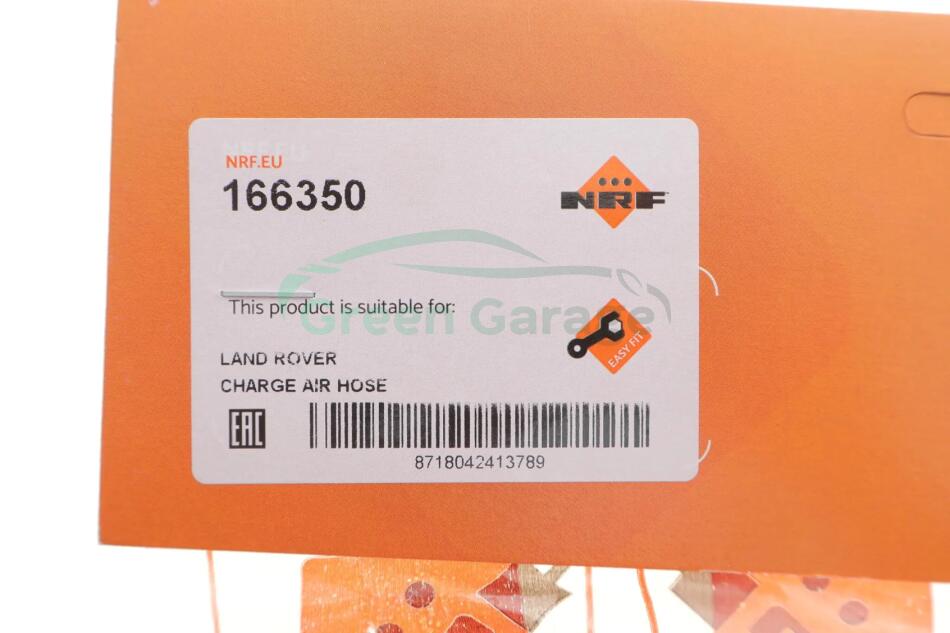 NRF.EU
166350
NRF
This product is suitable for:
Green Garage
EASY FIT
LAND ROVER
CHARGE AIR HOSE
EAC
8718042413789